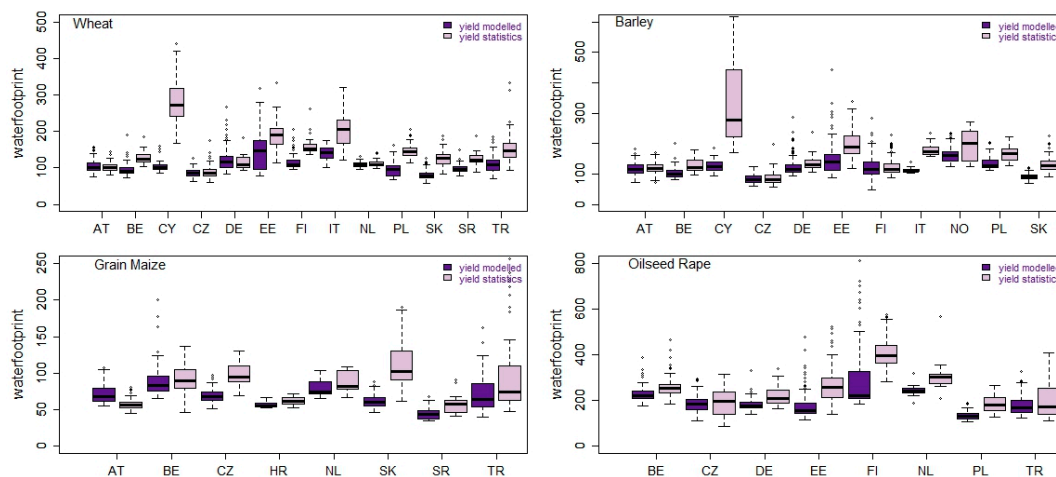 Wheat
yield modelled
yield statistics
waterfootprint
500
400
300
200
100
0
AT BE CY CZ DE EE FI IT NL PL SK SR TR
Barley
yield modelled
yield statistics
waterfootprint
500
300
100
0
AT BE CY CZ DE EE FI IT NO PL SK
Grain Maize
yield modelled
yield statistics
waterfootprint
250
200
150
100
50
0
AT BE CZ HR NL SK SR TR
Oilseed Rape
yield modelled
yield statistics
waterfootprint
800
600
400
200
0
BE CZ DE EE FI NL PL TR